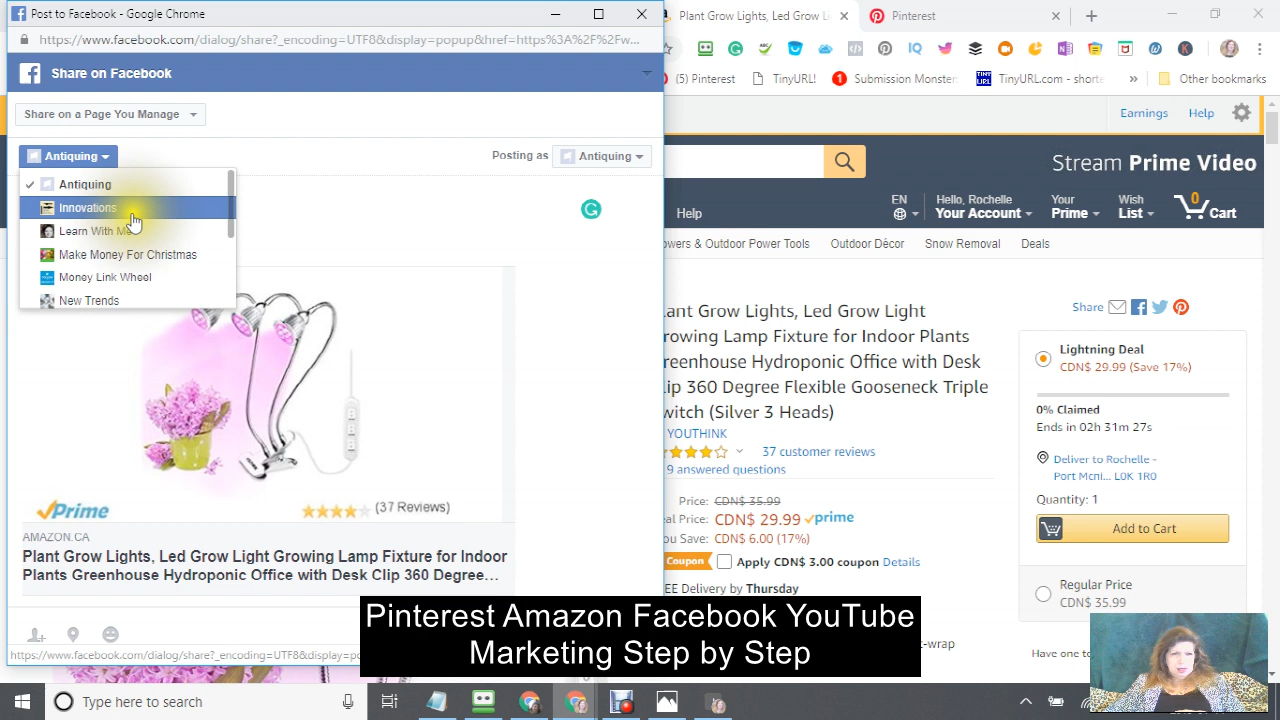 Post to Facebook - Google Chrome
https://www.facebook.com/dialog/share?_encoding=UTF8&display=popup&href=https%3A%2F%2Fw...
Share on Facebook
Share on a Page You Manage
Antiquing
Posting as
Antiquing
Antiquing
Innovations
Learn With Me
Make Money For Christmas
Money Link Wheel
New Trends
Prime
(37 Reviews)
AMAZON.CA
Plant Grow Lights, Led Grow Light Growing Lamp Fixture for Indoor
Plants Greenhouse Hydroponic Office with Desk Clip 360 Degree...
https://www.facebook.com/dialog/share?_encoding=UTF8&display=po
Plant Grow Lights, Led Grow Li
Pinterest
(5) Pinterest
TinyURL!
Submission Monster
TinyURL.com - shorte
»
Other bookmarks
Earnings
Help
Stream Prime Video
Help
EN
Hello, Rochelle
Your Account
Your
Prime
Wish
List
0
Cart
owers & Outdoor Power Tools
Outdoor Décor
Snow Removal
Deals
lant Grow Lights, Led Grow Light
rowing Lamp Fixture for Indoor Plants
reenhouse Hydroponic Office with Desk
lip 360 Degree Flexible Gooseneck Triple
witch (Silver 3 Heads)
YOUTHINK
37 customer reviews
9 answered questions
Price: CDN$ 35.99
eal Price: CDN$ 29.99 prime
ou Save: CDN$ 6.00 (17%)
Coupon Apply CDN$ 3.00 coupon Details
EE Delivery by Thursday
-wrap
Share
Lightning Deal
CDN$ 29.99 (Save 17%)
0% Claimed
Ends in 02h 31m 27s
Deliver to Rochelle -
Port Mcni... L0K 1R0
Quantity: 1
Add to Cart
Regular Price
CDN$ 35.99
Have one to
Pinterest Amazon Facebook YouTube
Marketing Step by Step
Type here to search